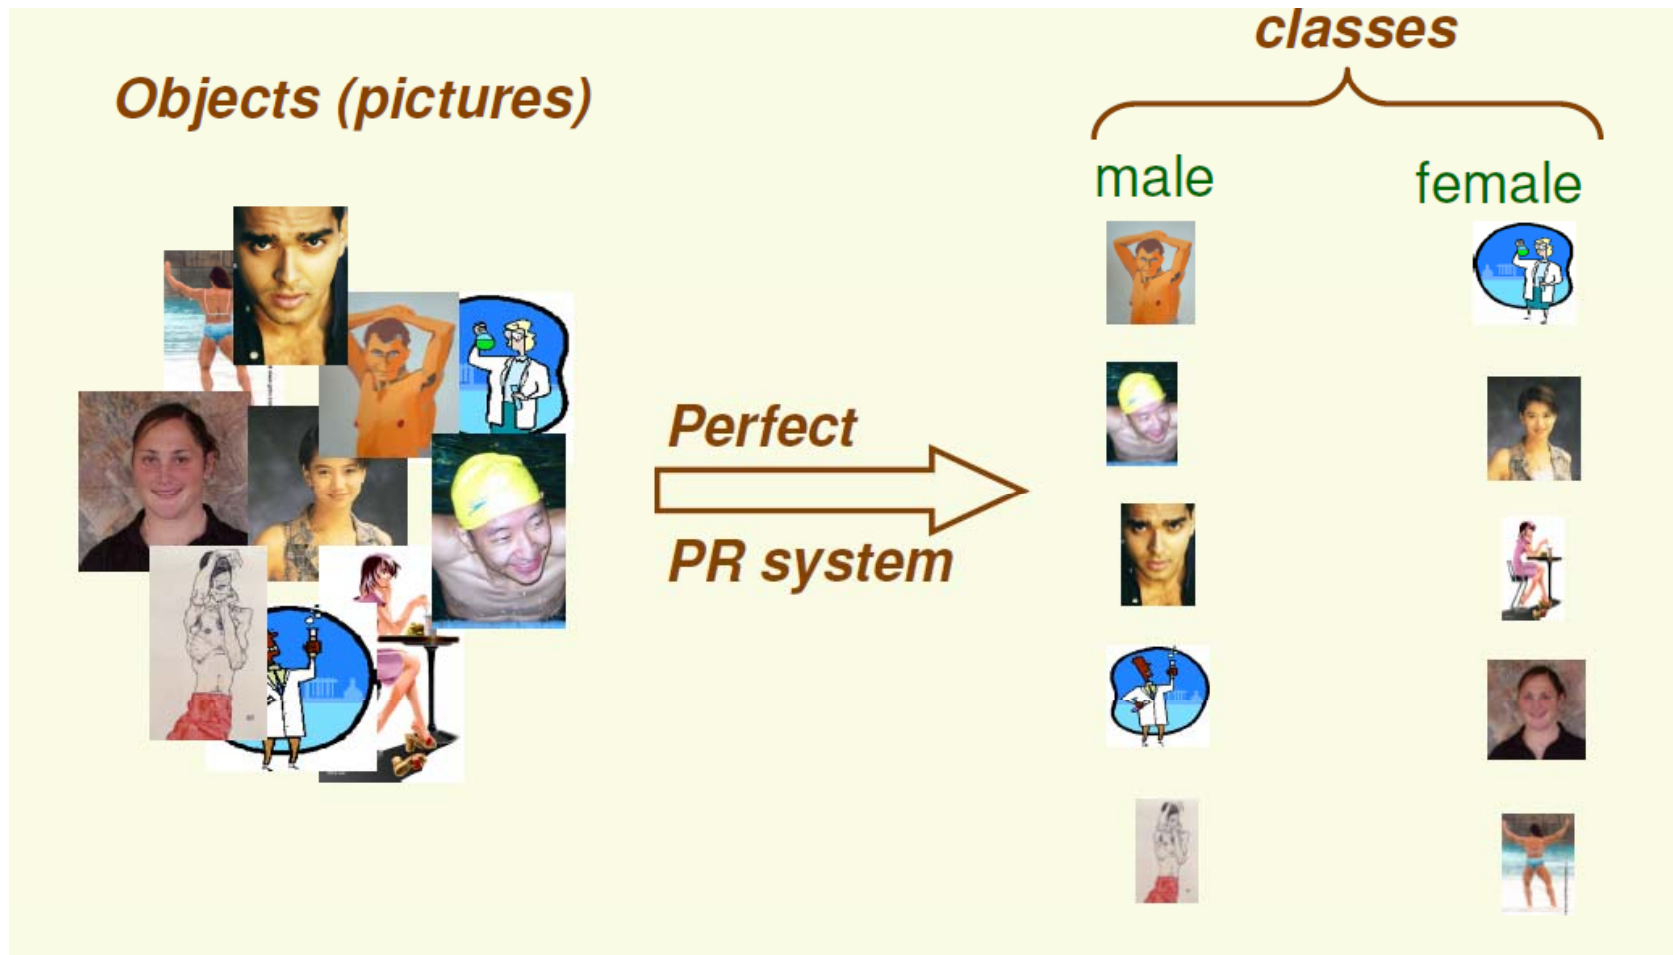 classes
Objects (pictures)
male
female
Perfect
PR system